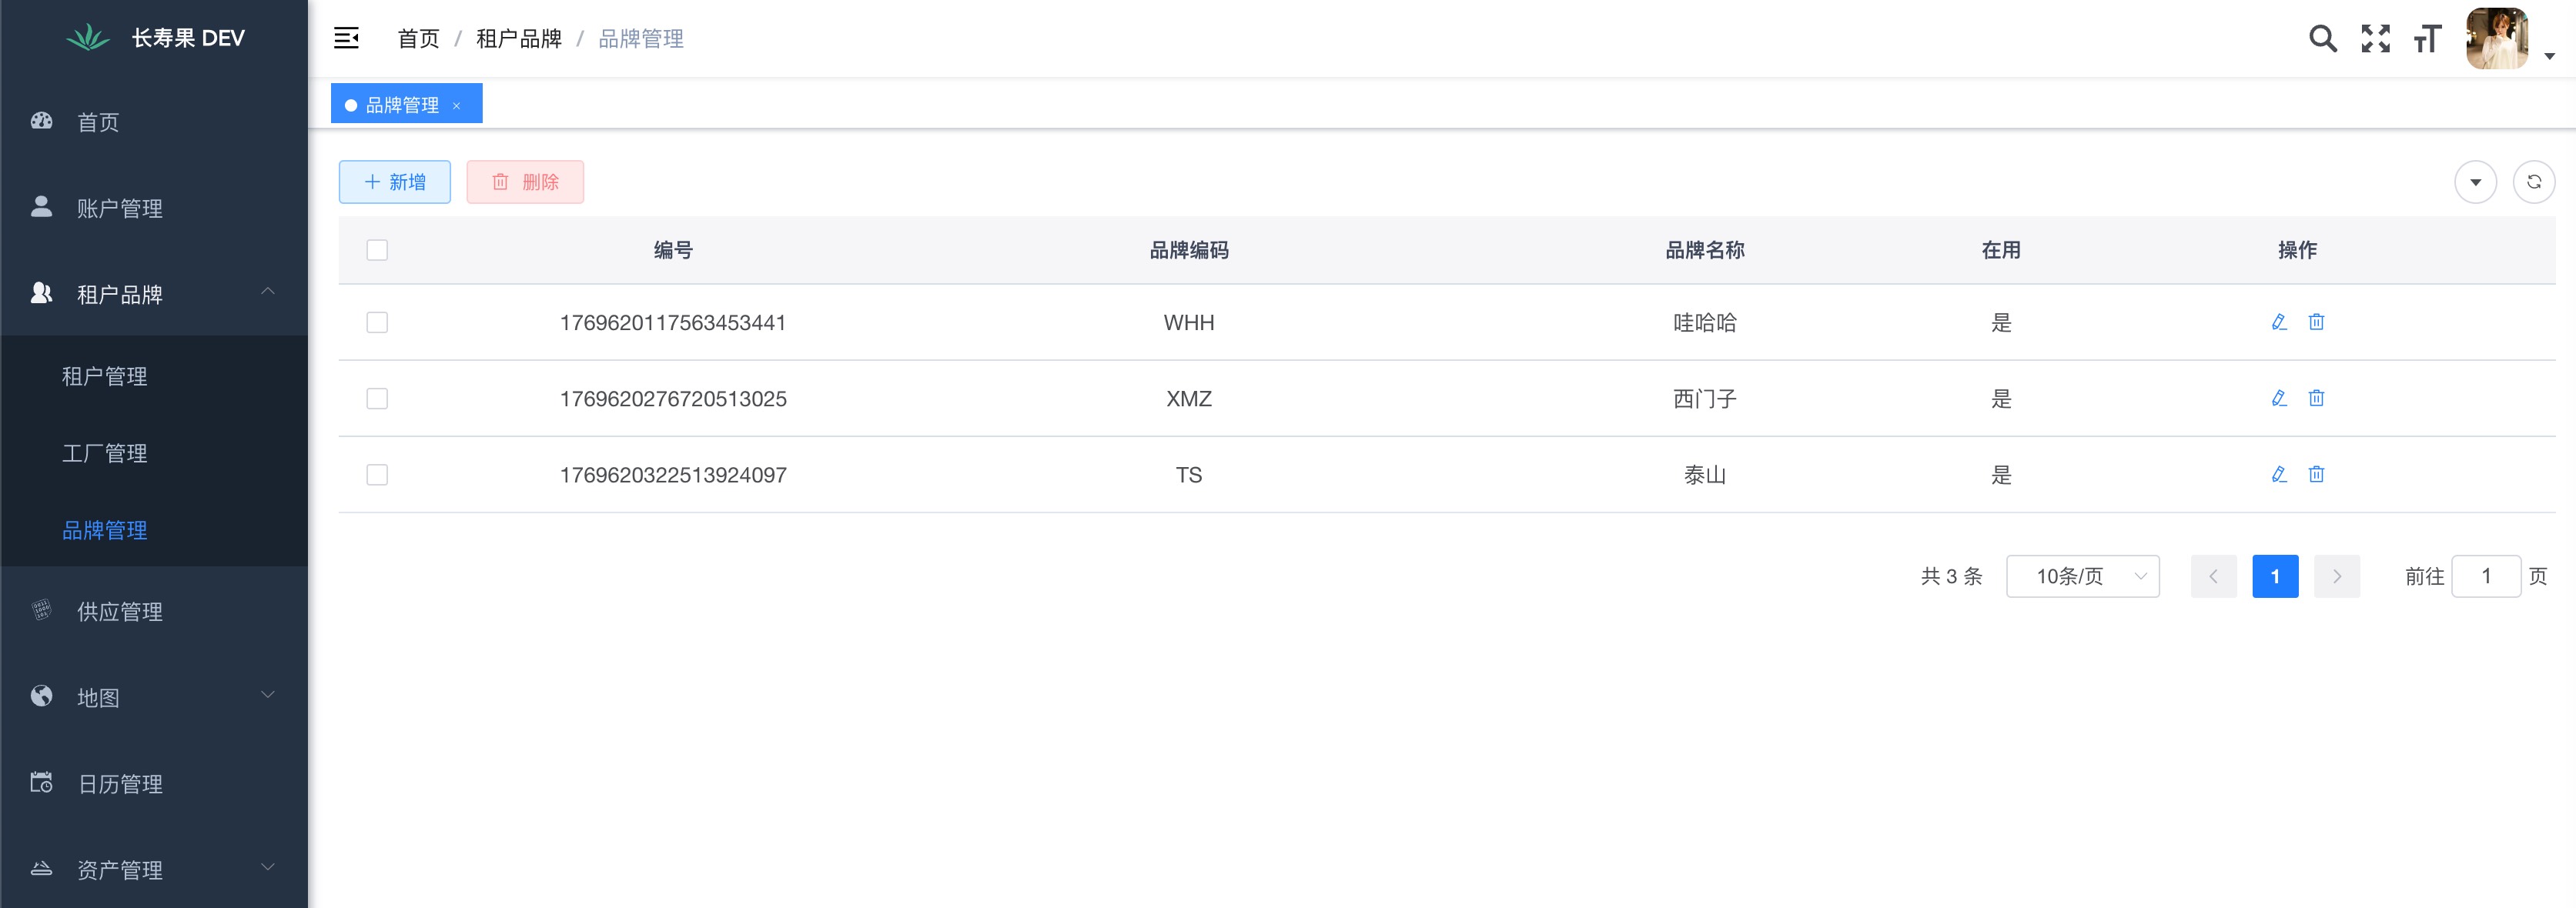 长寿果 DEV
首页
账户管理
租户品牌
租户管理
工厂管理
品牌管理
供应管理
地图
日历管理
资产管理
首页 / 租户品牌 / 品牌管理
品牌管理 ×
新增 删除
编号 品牌编码 品牌名称 在用 操作
1769620117563453441 WHH 哇哈哈 是
1769620276720513025 XMZ 西门子 是
1769620322513924097 TS 泰山 是
共 3 条 10条/页 1 前往 1 页